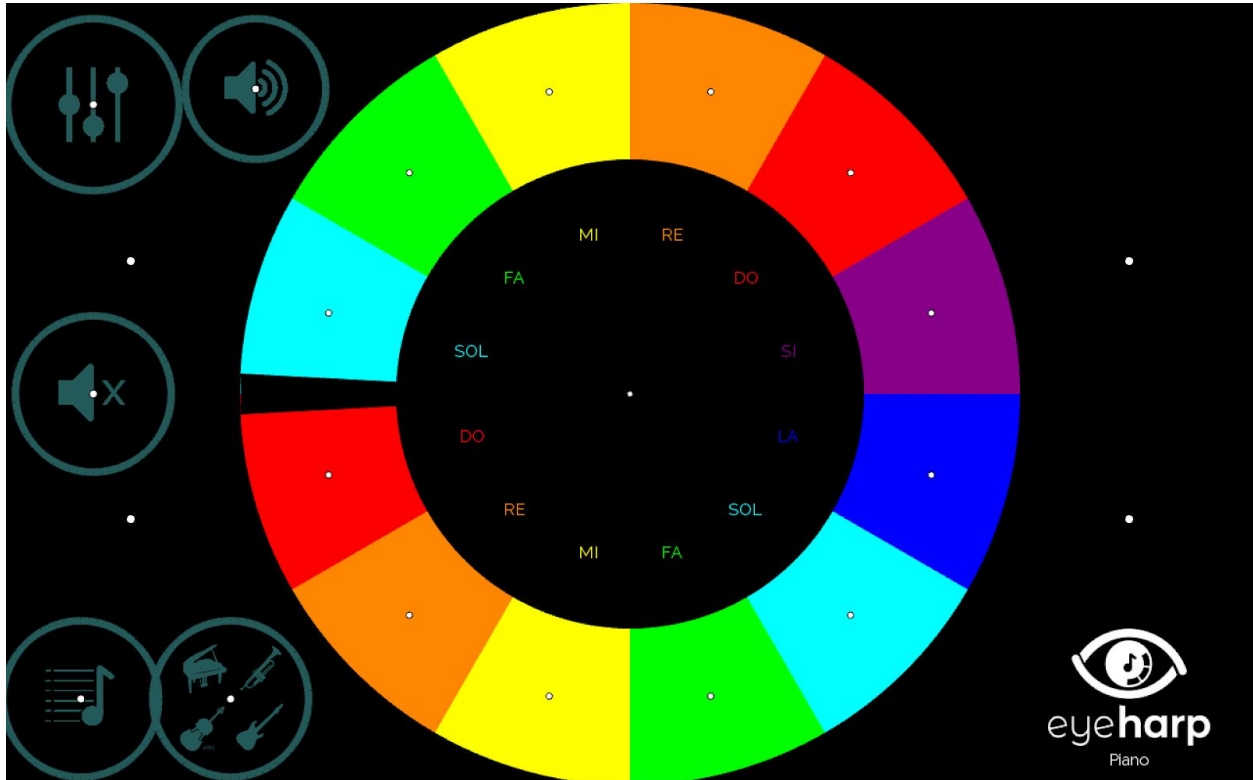 MI RE
FA DO
SOL SI
DO LA
RE SOL
MI FA
X
eyeharp
Piano